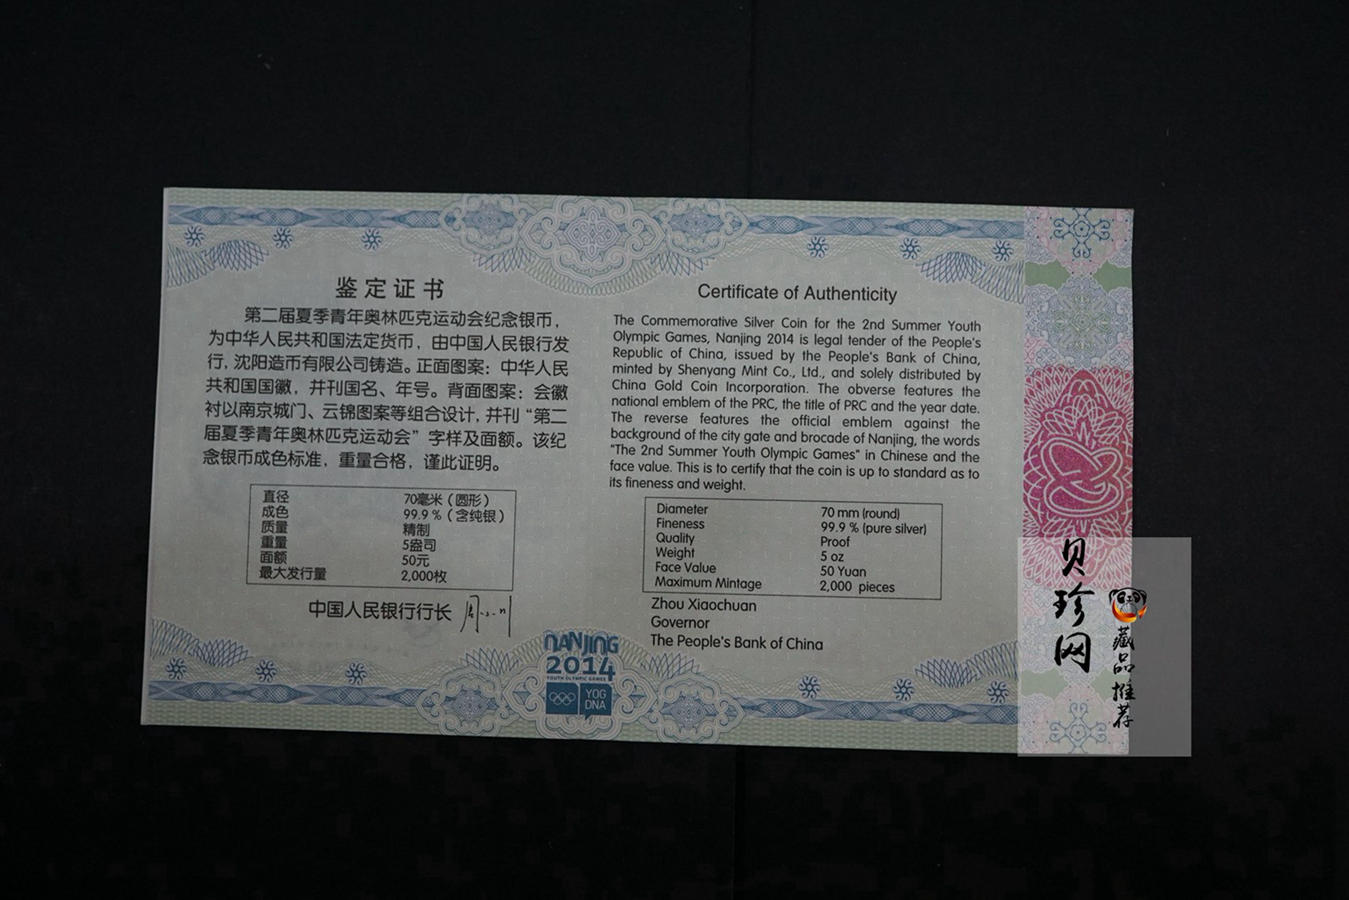 鉴定证书
第二届夏季青年奥林匹克运动会纪念银币，
为中华人民共和国法定货币，由中国人民银行发
行，沈阳造币有限公司铸造。正面图案：中华人民
共和国国徽，并刊国名、年号。背面图案：会徽
衬以南京城门、云锦图案等组合设计，并刊“第二
届夏季青年奥林匹克运动会”字样及面额。该纪
念银币成色标准，重量合格，谨此证明。
直径 70毫米（圆形）
成色 99.9%（含纯银）
质量 精制
重量 5盎司
面额 50元
最大发行量 2,000枚
中国人民银行行长
Certificate of Authenticity
The Commemorative Silver Coin for the 2nd Summer Youth
Olympic Games, Nanjing 2014 is legal tender of the People's
Republic of China, issued by the People's Bank of China,
minted by Shenyang Mint Co., Ltd., and solely distributed by
China Gold Coin Incorporation. The obverse features the
national emblem of the PRC, the title of PRC and the year date.
The reverse features the official emblem against the
background of the city gate and brocade of Nanjing, the words
"The 2nd Summer Youth Olympic Games" in Chinese and the
face value. This is to certify that the coin is up to standard as to
its fineness and weight.
Diameter 70 mm (round)
Fineness 99.9 % (pure silver)
Quality Proof
Weight 5 oz
Face Value 50 Yuan
Maximum Mintage 2,000 pieces
Zhou Xiaochuan
Governor
The People's Bank of China
NANJING
2014
YOUTH OLYMPIC GAMES
YOG
DNA
贝珍网
藏品推荐